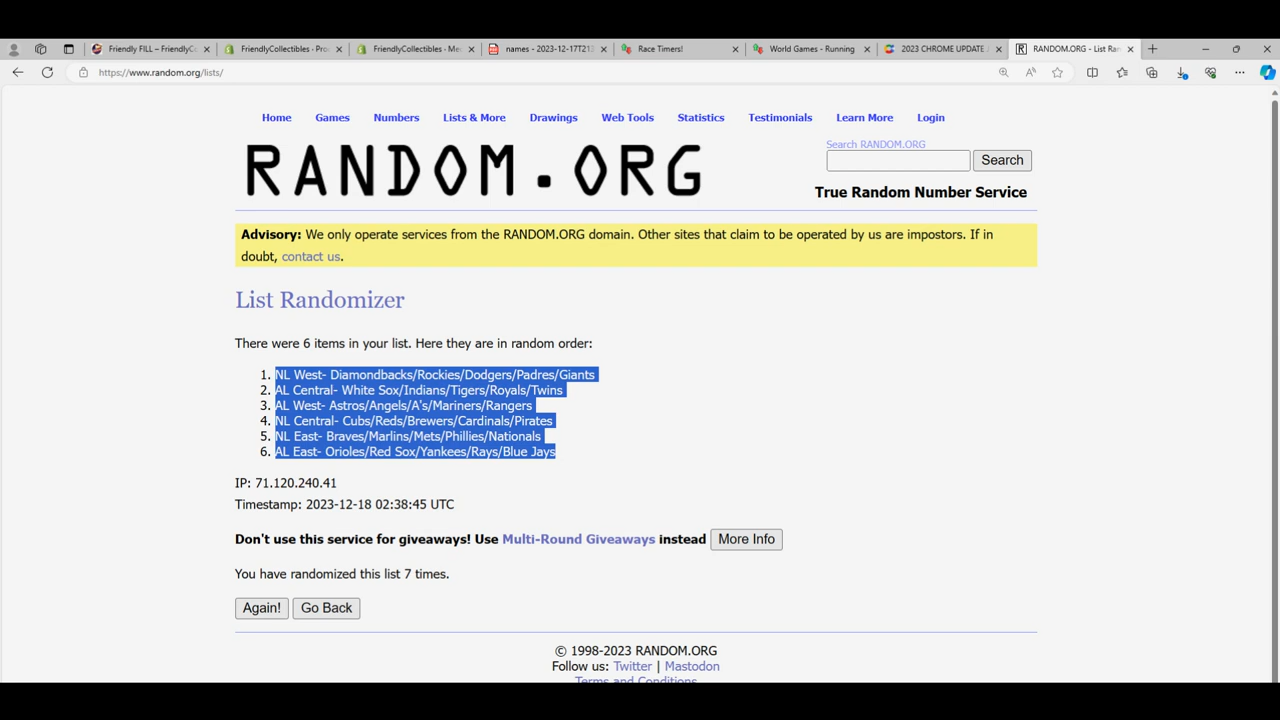 Friendly FILL – FriendlyC
FriendlyCollectibles - Pro
FriendlyCollectibles - Me
names - 2023-12-17T213
Race Timers!
World Games - Running
2023 CHROME UPDATE
RANDOM.ORG - List Ran
https://www.random.org/lists/
Home Games Numbers Lists & More Drawings Web Tools Statistics Testimonials Learn More Login
RANDOM.ORG
Search RANDOM.ORG
Search
True Random Number Service
Advisory: We only operate services from the RANDOM.ORG domain. Other sites that claim to be operated by us are impostors. If in
doubt, contact us.
List Randomizer
There were 6 items in your list. Here they are in random order:
1. NL West- Diamondbacks/Rockies/Dodgers/Padres/Giants
2. AL Central- White Sox/Indians/Tigers/Royals/Twins
3. AL West- Astros/Angels/A's/Mariners/Rangers
4. NL Central- Cubs/Reds/Brewers/Cardinals/Pirates
5. NL East- Braves/Marlins/Mets/Phillies/Nationals
6. AL East- Orioles/Red Sox/Yankees/Rays/Blue Jays
IP: 71.120.240.41
Timestamp: 2023-12-18 02:38:45 UTC
Don't use this service for giveaways! Use Multi-Round Giveaways instead More Info
You have randomized this list 7 times.
Again! Go Back
© 1998-2023 RANDOM.ORG
Follow us: Twitter | Mastodon
Terms and Conditions